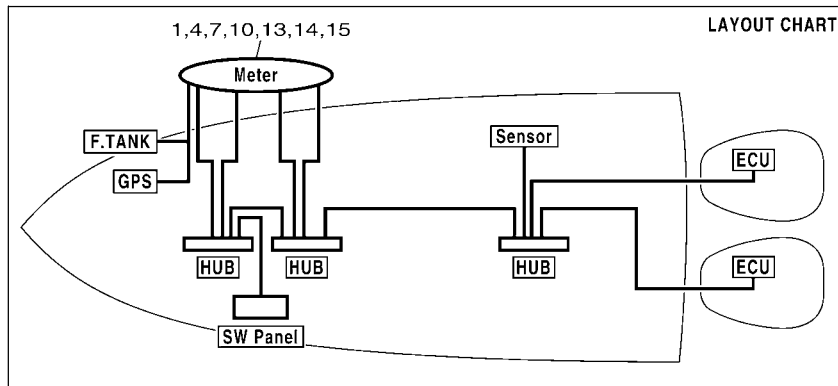 LAYOUT CHART
1,4,7,10,13,14,15
Meter
F.TANK
GPS
Sensor
ECU
HUB
HUB
HUB
ECU
SW Panel